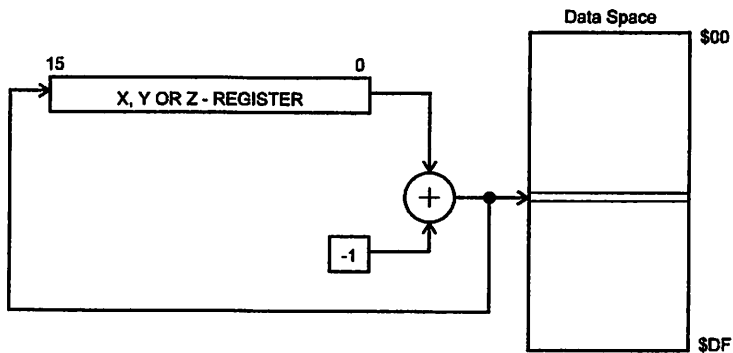 Data Space
$00
15 0
X, Y OR Z - REGISTER
+
-1
$DF